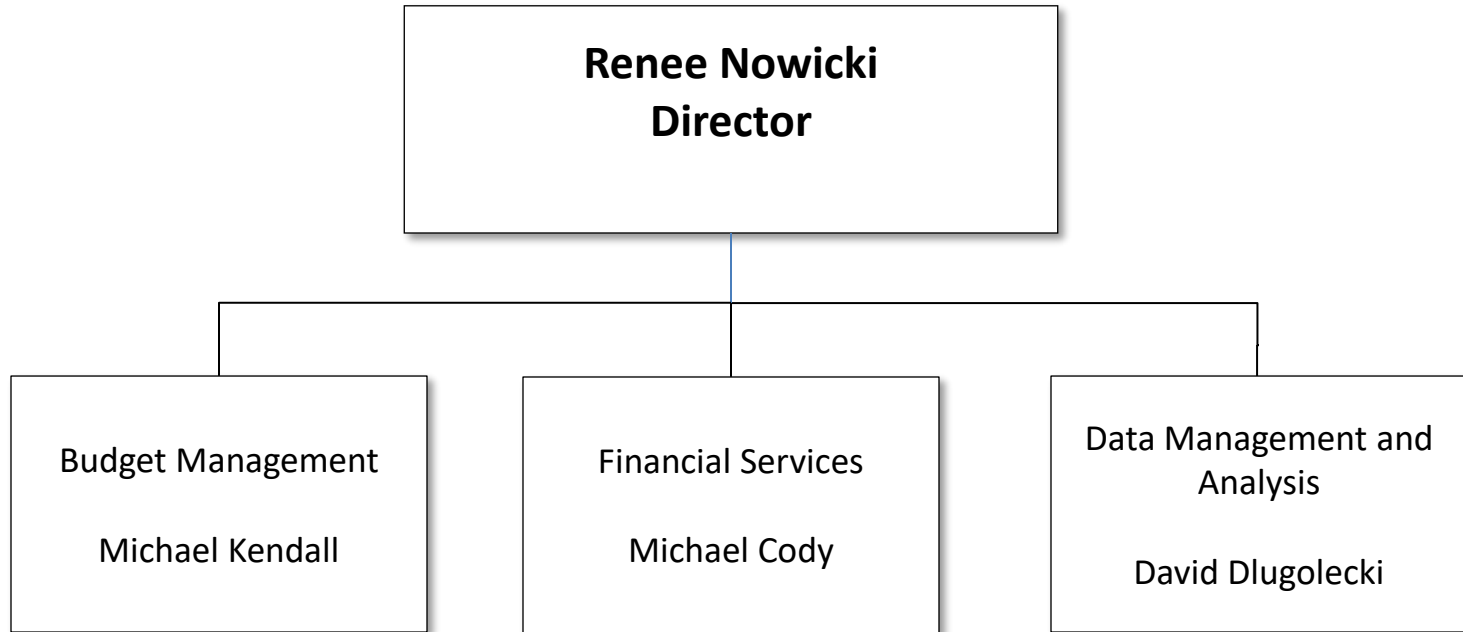 Renee Nowicki
Director
Budget Management
Michael Kendall
Financial Services
Michael Cody
Data Management and
Analysis
David Dlugolecki